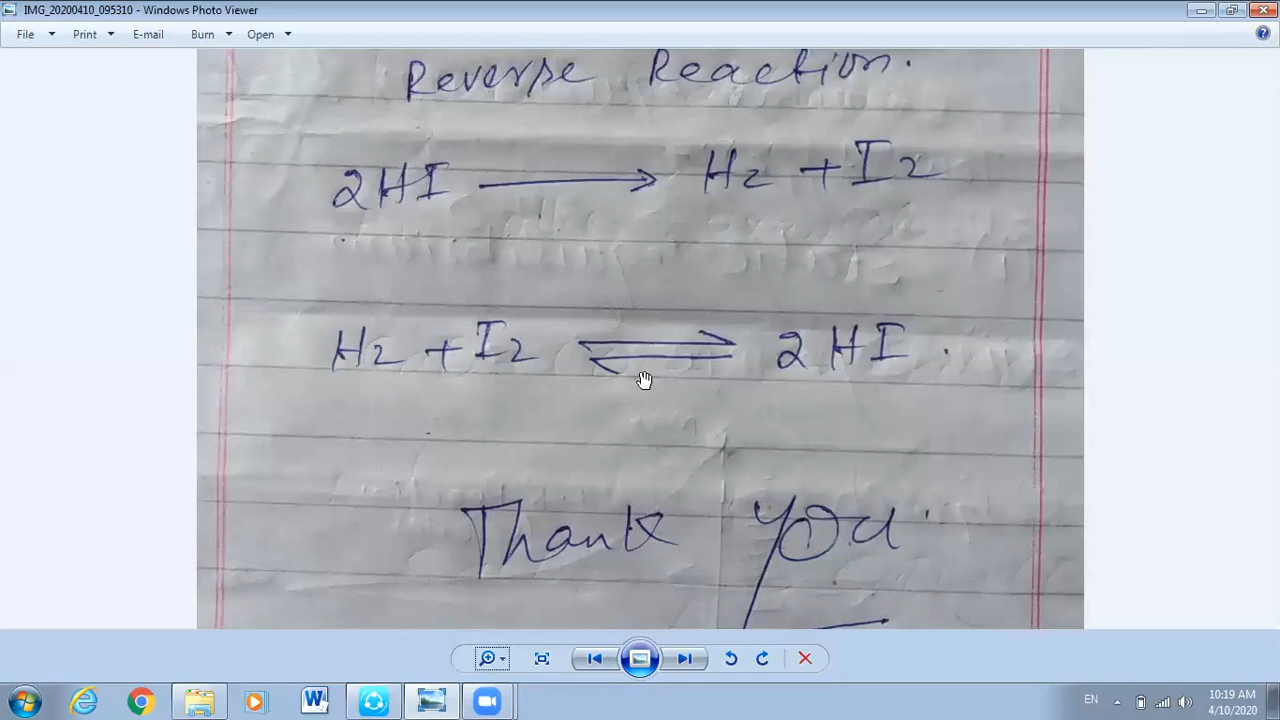 IMG_20200410_095310 - Windows Photo Viewer
File Print E-mail Burn Open
Reverse Reaction.
2HI → H2 + I2
H2 + I2 ⇌ 2HI.
Thank you.
EN
10:19 AM
4/10/2020